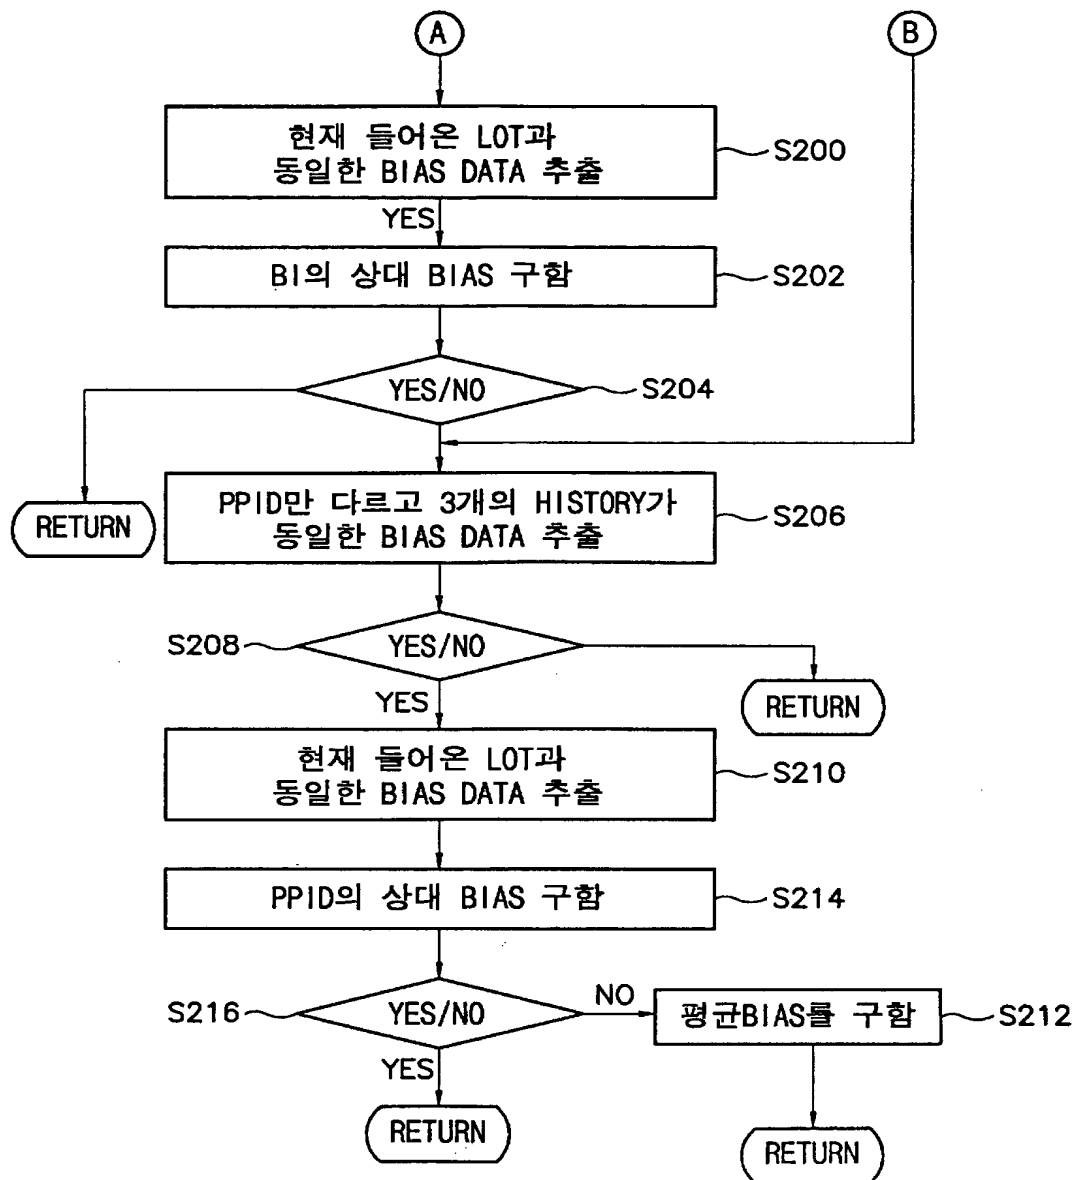 A
B
현재 들어온 LOT과
동일한 BIAS DATA 추출
S200
YES
BI의 상대 BIAS 구함
S202
YES/NO
S204
RETURN
PPID만 다르고 3개의 HISTORY가
동일한 BIAS DATA 추출
S206
S208
YES/NO
YES
RETURN
현재 들어온 LOT과
동일한 BIAS DATA 추출
S210
PPID의 상대 BIAS 구함
S214
S216
YES/NO
NO
평균BIAS를 구함
S212
YES
RETURN
RETURN